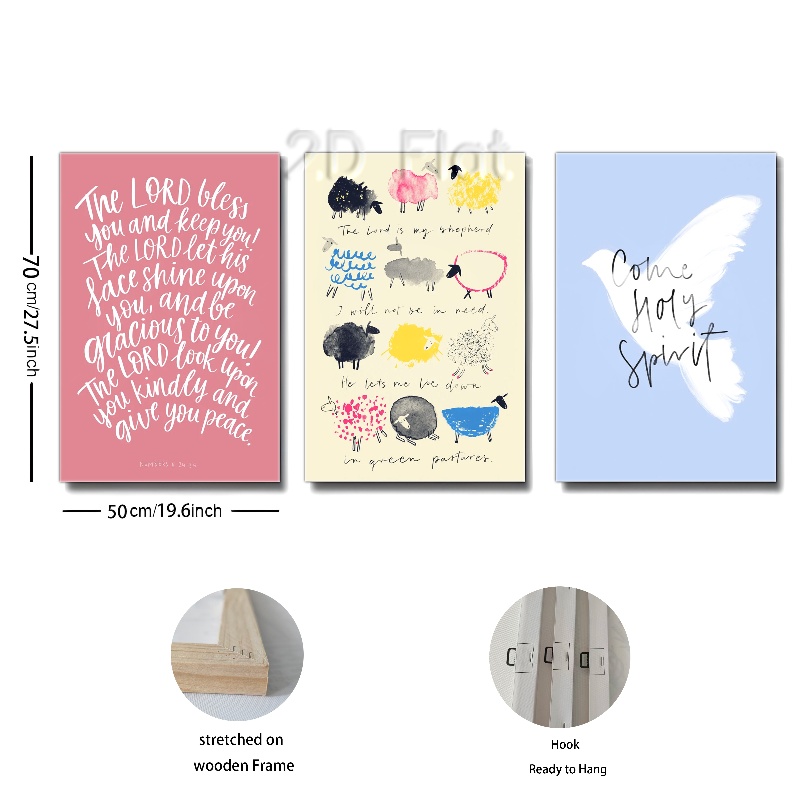 2D Flat
The LORD bless
you and keep you!
The LORD let his
face shine upon
you, and be
gracious to you!
The LORD look upon
you kindly and
give you peace.
The Lord is my shepherd
I will not be in need.
He lets me lie down
in green pastures.
Come
Holy
Spirit
70cm/27.5inch
50cm/19.6inch
stretched on
wooden Frame
Hook
Ready to Hang